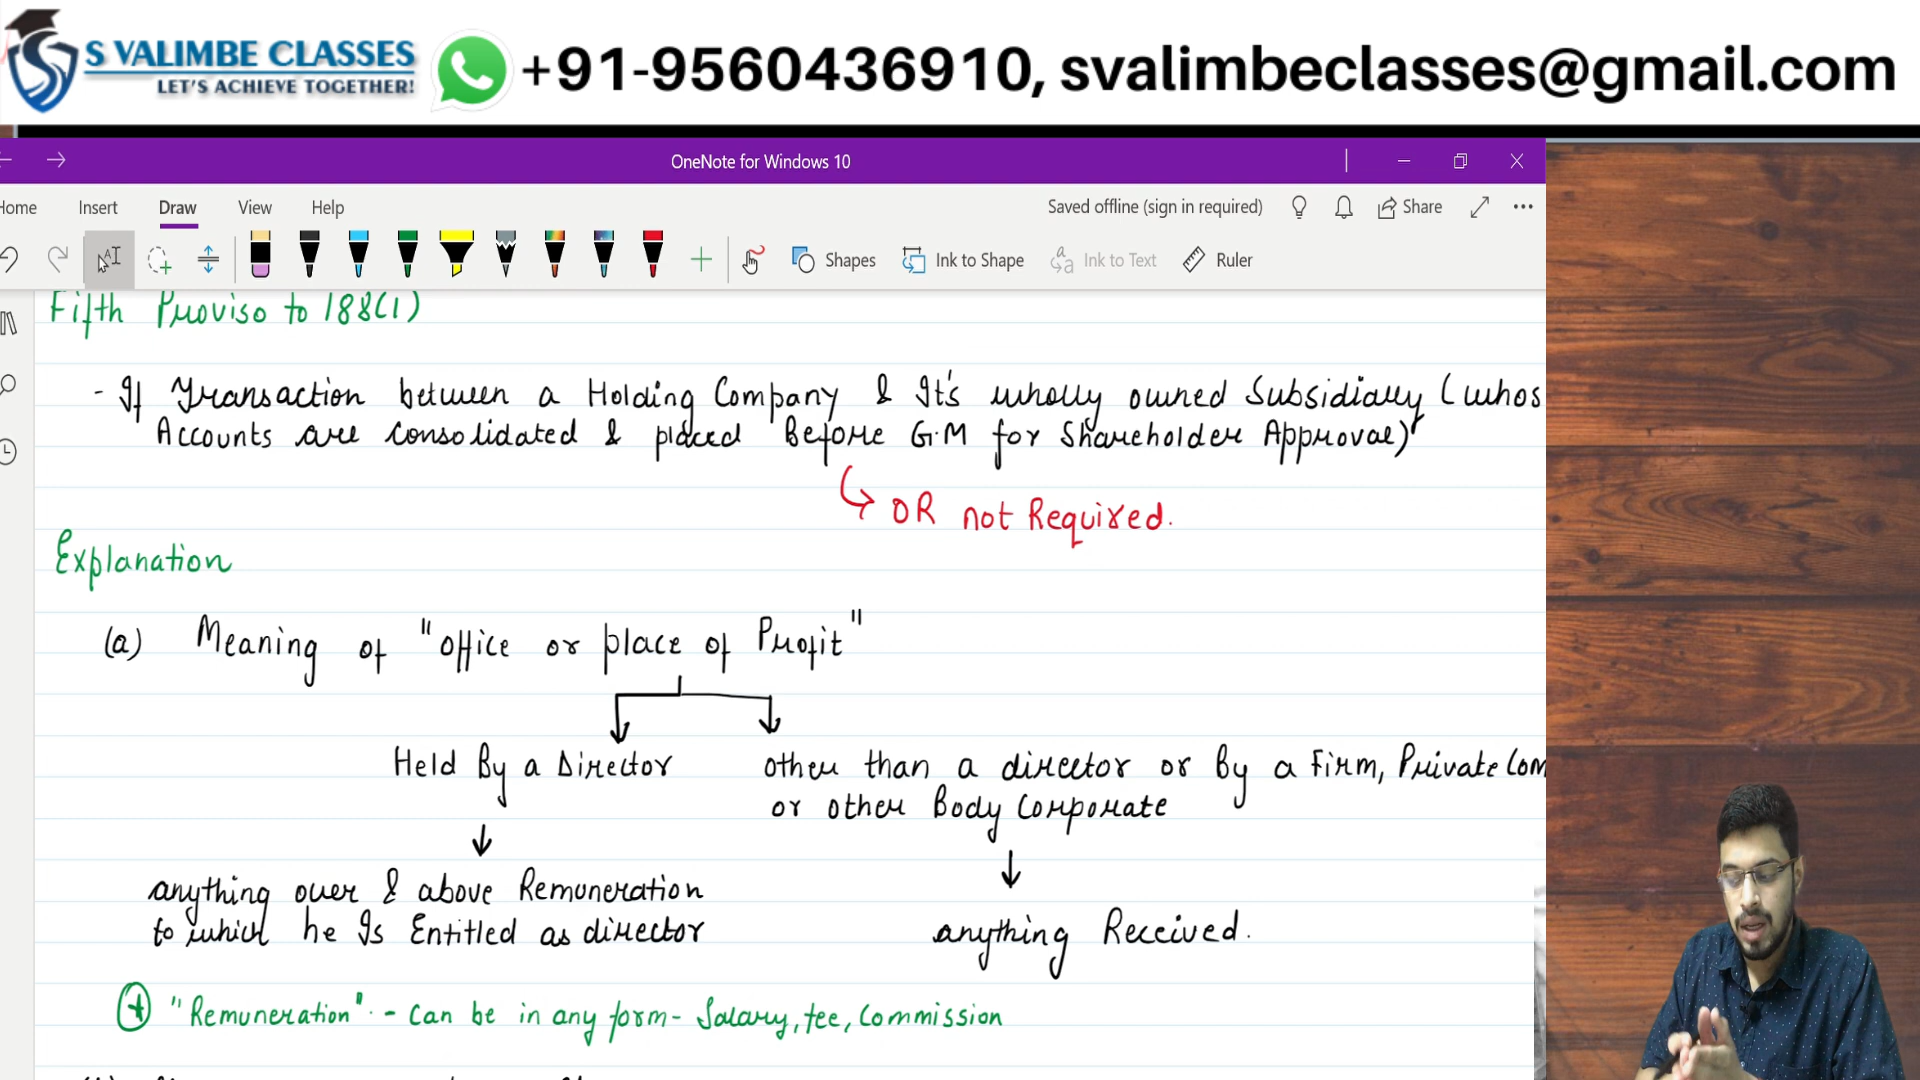 S VALIMBE CLASSES
LET'S ACHIEVE TOGETHER!
+91-9560436910, svalimbeclasses@gmail.com
OneNote for Windows 10
Home Insert Draw View Help
Saved offline (sign in required) Share
Shapes Ink to Shape Ink to Text Ruler
Fifth Proviso to 188(1)
- If Transaction between a Holding Company & It's wholly owned Subsidiary (whos
Accounts are consolidated & placed Before G.M for Shareholder Approval)
OR not Required.
Explanation
(a) Meaning of "office or place of Profit"
Held By a Director
other than a director or By a Firm, Private Com
or other Body Corporate
anything over & above Remuneration
to which he Is Entitled as director
anything Received.
"Remuneration" - Can be in any form- Salary, fee, Commission